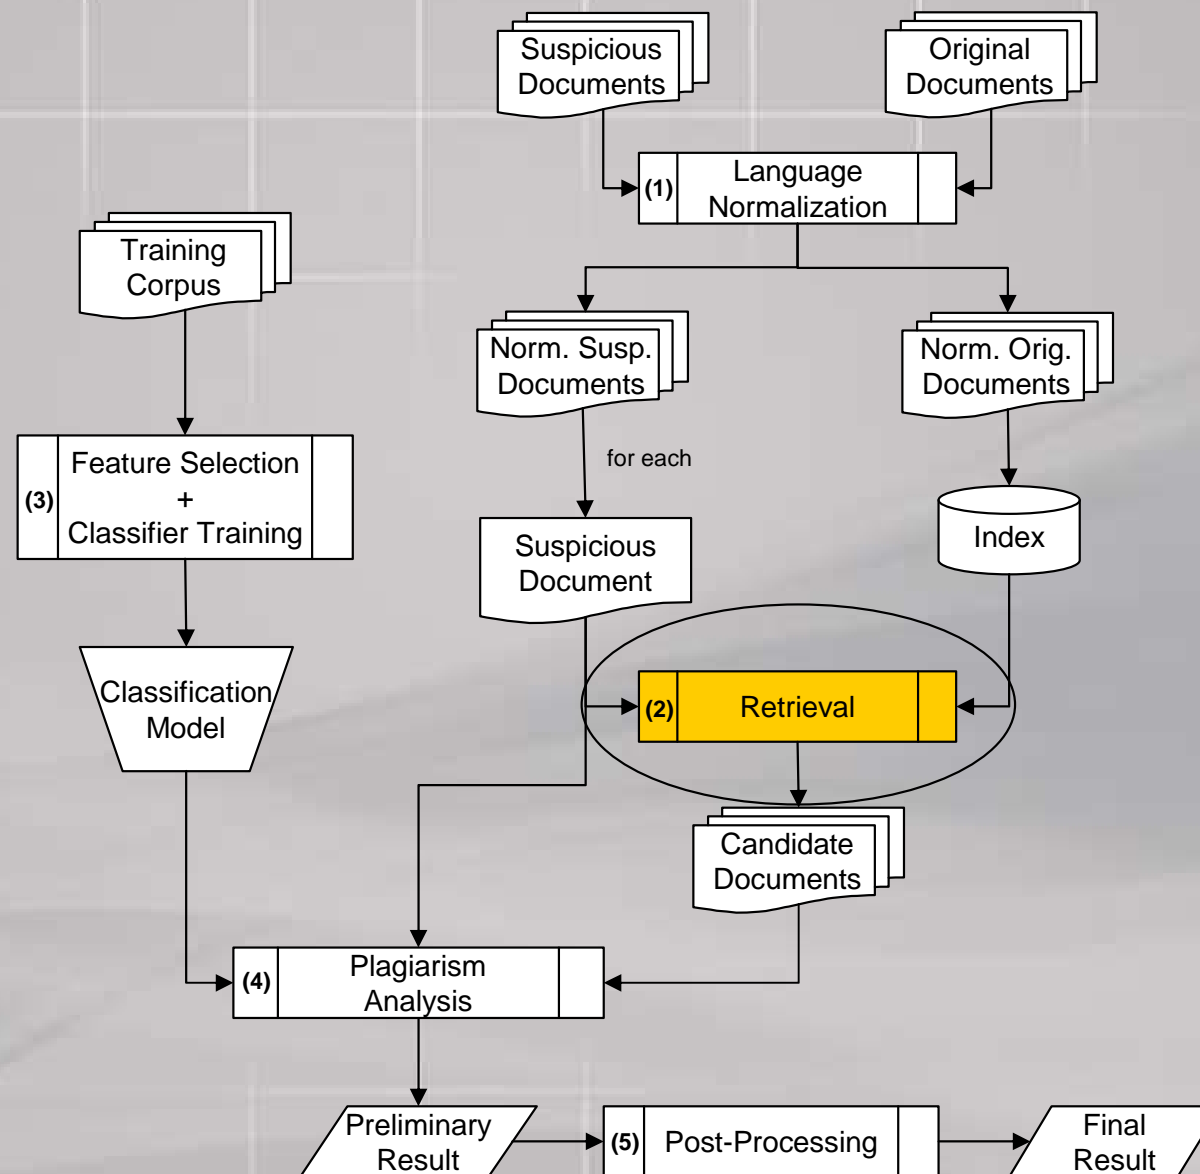 Suspicious
Documents
Original
Documents
(1)
Language
Normalization
Training
Corpus
Norm. Susp.
Documents
Norm. Orig.
Documents
for each
(3)
Feature Selection
+
Classifier Training
Suspicious
Document
Index
Classification
Model
(2)
Retrieval
Candidate
Documents
(4)
Plagiarism
Analysis
Preliminary
Result
(5)
Post-Processing
Final
Result